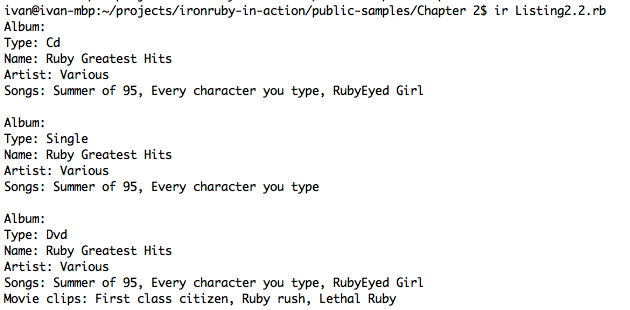 ivan@ivan-mbp:~/projects/ironruby-in-action/public-samples/Chapter 2$ ir Listing2.2.rb
Album:
Type: Cd
Name: Ruby Greatest Hits
Artist: Various
Songs: Summer of 95, Every character you type, RubyEyed Girl

Album:
Type: Single
Name: Ruby Greatest Hits
Artist: Various
Songs: Summer of 95, Every character you type

Album:
Type: Dvd
Name: Ruby Greatest Hits
Artist: Various
Songs: Summer of 95, Every character you type, RubyEyed Girl
Movie clips: First class citizen, Ruby rush, Lethal Ruby